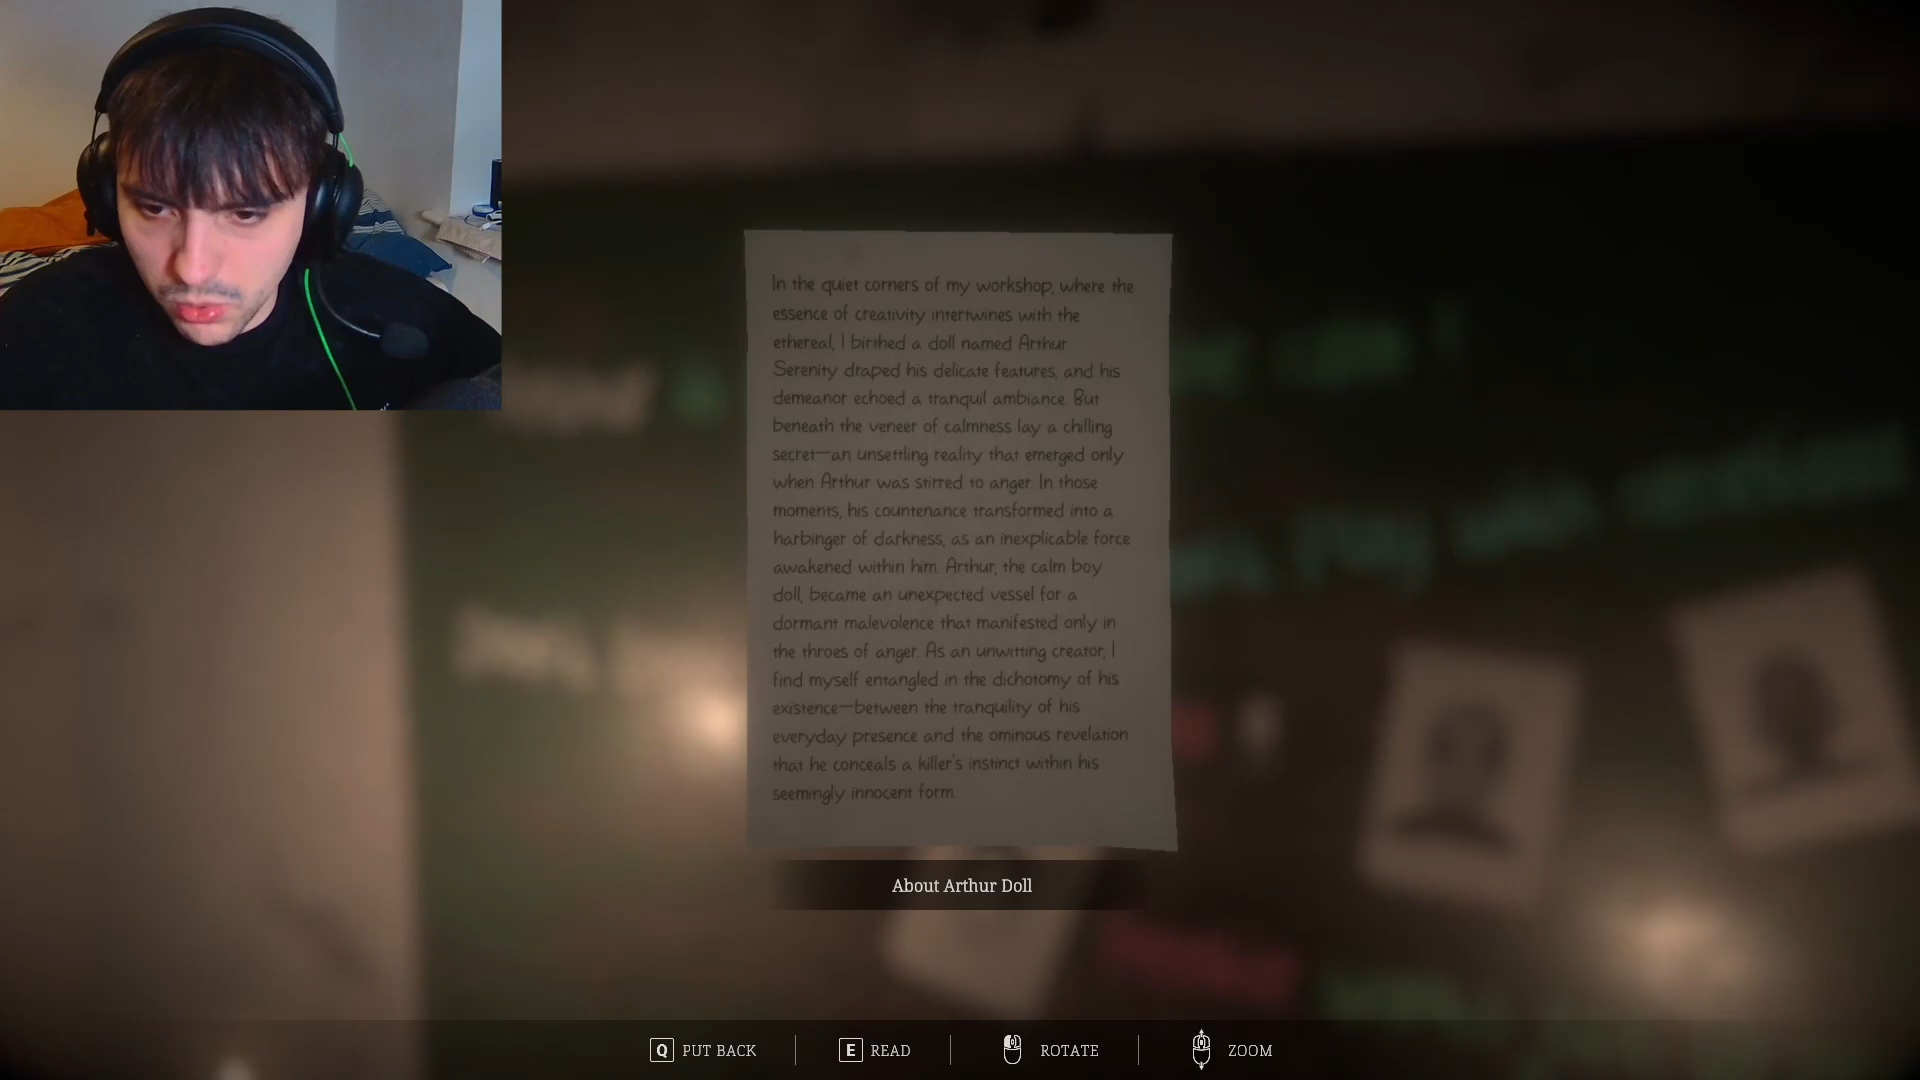 In the quiet corners of my workshop, where the
essence of creativity intertwines with the
ethereal, I birthed a doll named Arthur.
Serenity draped his delicate features, and his
demeanor echoed a tranquil ambiance. But
beneath the veneer of calmness lay a chilling
secret—an unsettling reality that emerged only
when Arthur was stirred to anger. In those
moments, his countenance transformed into a
harbinger of darkness, as an inexplicable force
awakened within him. Arthur, the calm boy
doll, became an unexpected vessel for a
dormant malevolence that manifested only in
the throes of anger. As an unwitting creator, I
find myself entangled in the dichotomy of his
existence—between the tranquility of his
everyday presence and the ominous revelation
that he conceals a killer's instinct within his
seemingly innocent form.
About Arthur Doll
Q PUT BACK
E READ
ROTATE
ZOOM